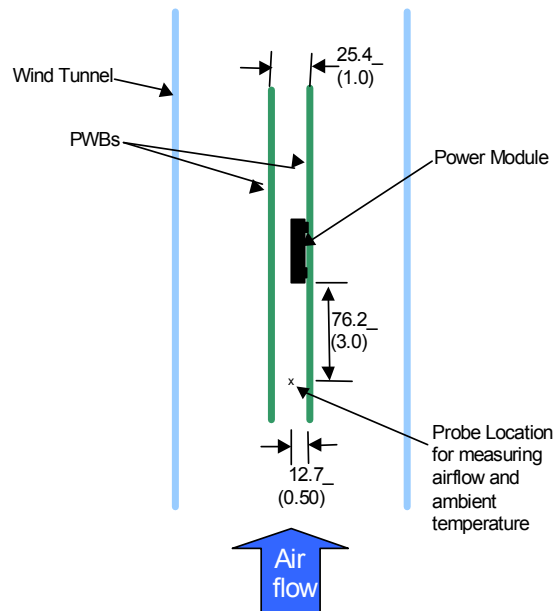 25.4_
(1.0)
Wind Tunnel
PWBs
Power Module
76.2_
(3.0)
x
Probe Location
for measuring
airflow and
ambient
temperature
12.7_
(0.50)
Air
flow